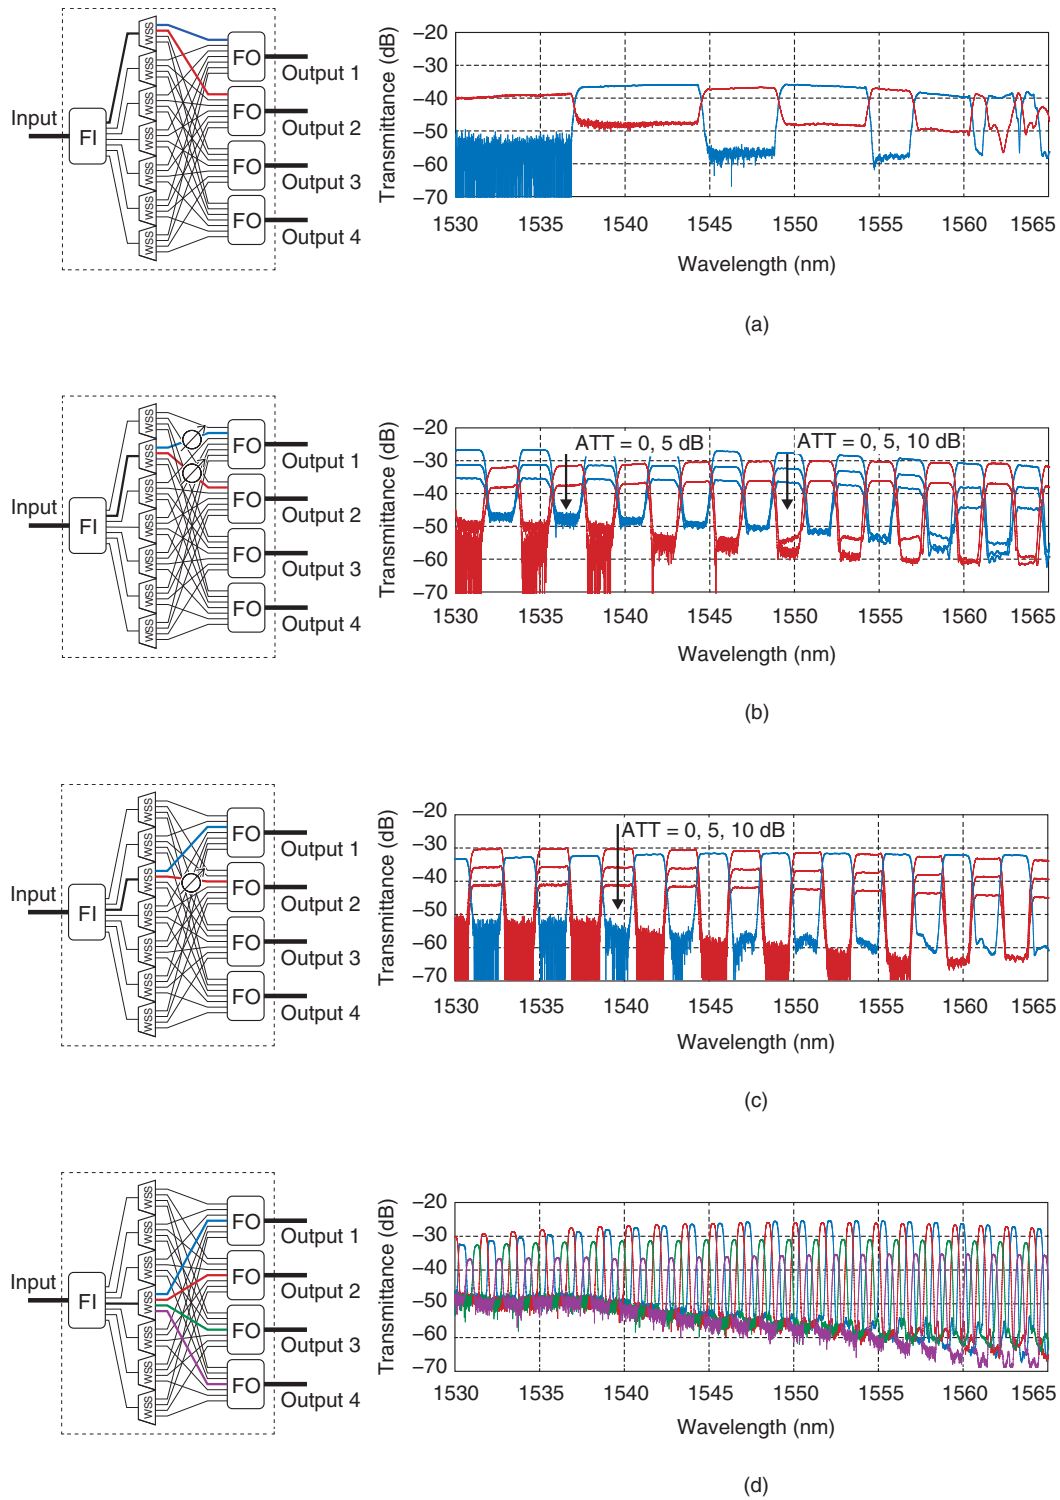 Input
FI
WSS
WSS
WSS
WSS
WSS
WSS
WSS
WSS
FO
Output 1
FO
Output 2
FO
Output 3
FO
Output 4
Transmittance (dB)
−20
−30
−40
−50
−60
−70
1530 1535 1540 1545 1550 1555 1560 1565
Wavelength (nm)
(a)
Input
FI
WSS
WSS
WSS
WSS
WSS
WSS
WSS
WSS
FO
Output 1
FO
Output 2
FO
Output 3
FO
Output 4
Transmittance (dB)
−20
−30
−40
−50
−60
−70
ATT = 0, 5 dB
ATT = 0, 5, 10 dB
1530 1535 1540 1545 1550 1555 1560 1565
Wavelength (nm)
(b)
Input
FI
WSS
WSS
WSS
WSS
WSS
WSS
WSS
WSS
FO
Output 1
FO
Output 2
FO
Output 3
FO
Output 4
Transmittance (dB)
−20
−30
−40
−50
−60
−70
ATT = 0, 5, 10 dB
1530 1535 1540 1545 1550 1555 1560 1565
Wavelength (nm)
(c)
Input
FI
WSS
WSS
WSS
WSS
WSS
WSS
WSS
WSS
FO
Output 1
FO
Output 2
FO
Output 3
FO
Output 4
Transmittance (dB)
−20
−30
−40
−50
−60
−70
1530 1535 1540 1545 1550 1555 1560 1565
Wavelength (nm)
(d)